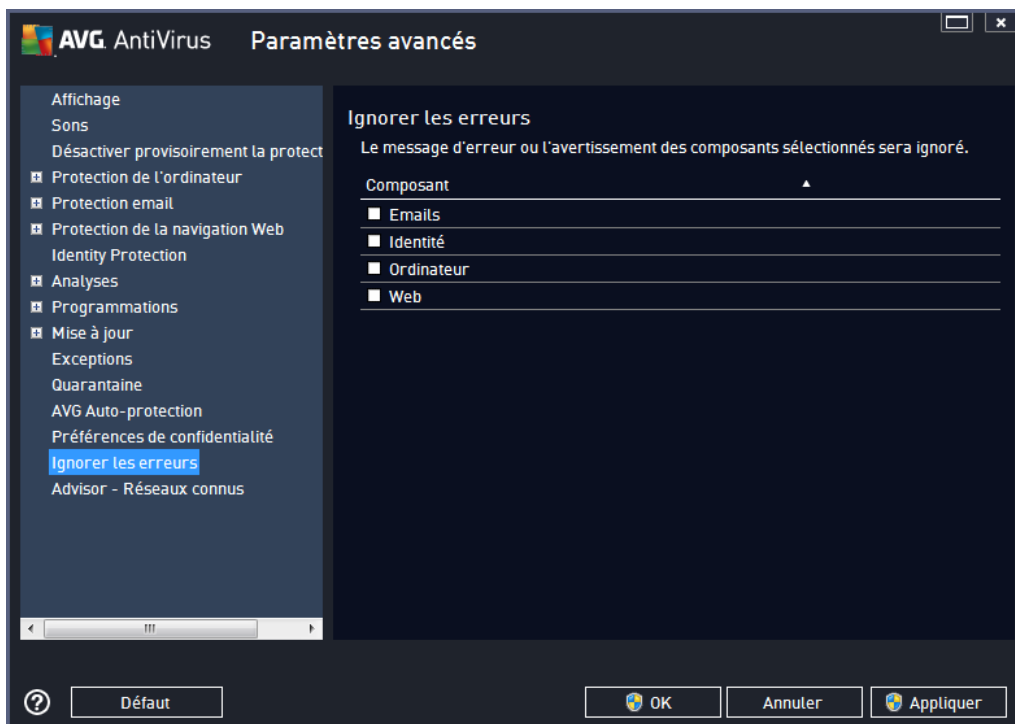 AVG AntiVirus Paramètres avancés
Affichage
Sons
Désactiver provisoirement la protect
Protection de l'ordinateur
Protection email
Protection de la navigation Web
Identity Protection
Analyses
Programmations
Mise à jour
Exceptions
Quarantaine
AVG Auto-protection
Préférences de confidentialité
Ignorer les erreurs
Advisor - Réseaux connus
Ignorer les erreurs
Le message d'erreur ou l'avertissement des composants sélectionnés sera ignoré.
Composant
Emails
Identité
Ordinateur
Web
Défaut
OK
Annuler
Appliquer